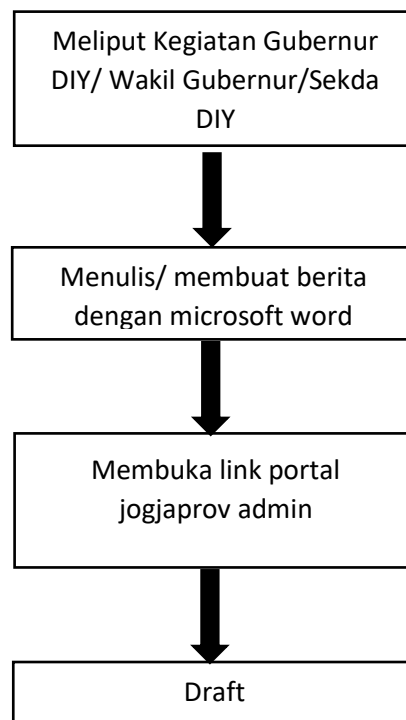 Meliput Kegiatan Gubernur
DIY/ Wakil Gubernur/Sekda
DIY
Menulis/ membuat berita
dengan microsoft word
Membuka link portal
jogjaprov admin
Draft